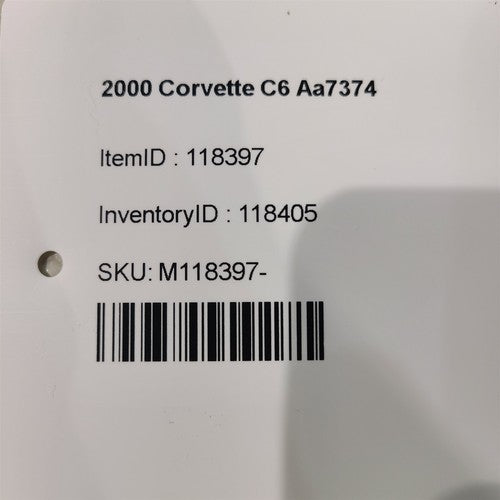 2000 Corvette C6 Aa7374
ItemID : 118397
InventoryID : 118405
SKU: M118397-